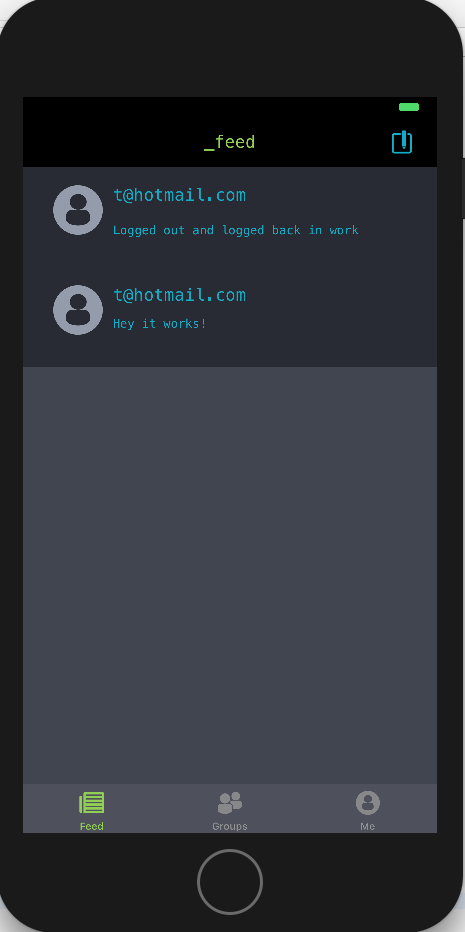 _feed
t@hotmail.com
Logged out and logged back in work
t@hotmail.com
Hey it works!
Feed
Groups
Me